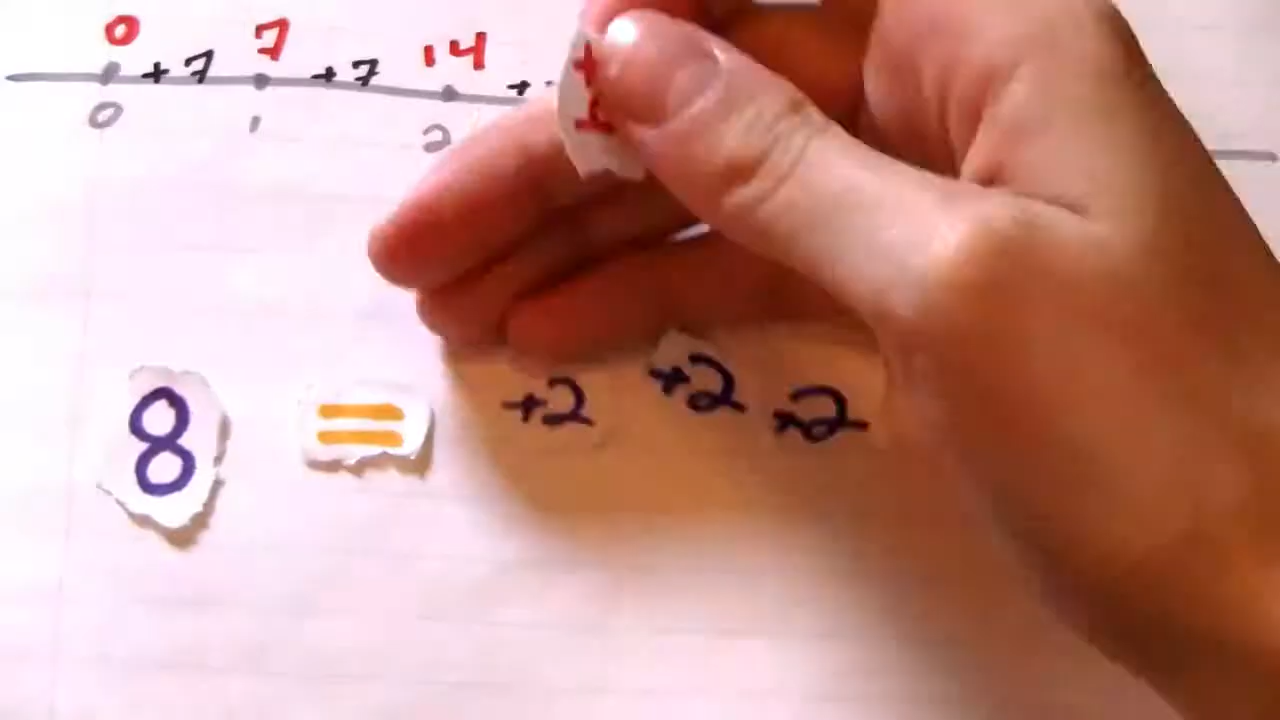 0 7 14
+7 +7 +
0 1 2
8 = +2 +2 +2